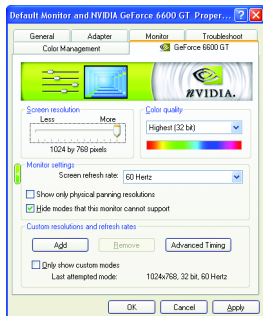 Default Monitor and NVIDIA GeForce 6600 GT Proper...
General Adapter Monitor Troubleshoot
Color Management GeForce 6600 GT
NVIDIA.
Screen resolution
Less More
1024 by 768 pixels
Color quality
Highest (32 bit)
Monitor settings
Screen refresh rate: 60 Hertz
Show only physical panning resolutions
Hide modes that this monitor cannot support
Custom resolutions and refresh rates
Add Remove Advanced Timing
Only show custom modes
Last attempted mode: 1024x768, 32 bit, 60 Hertz
OK Cancel Apply